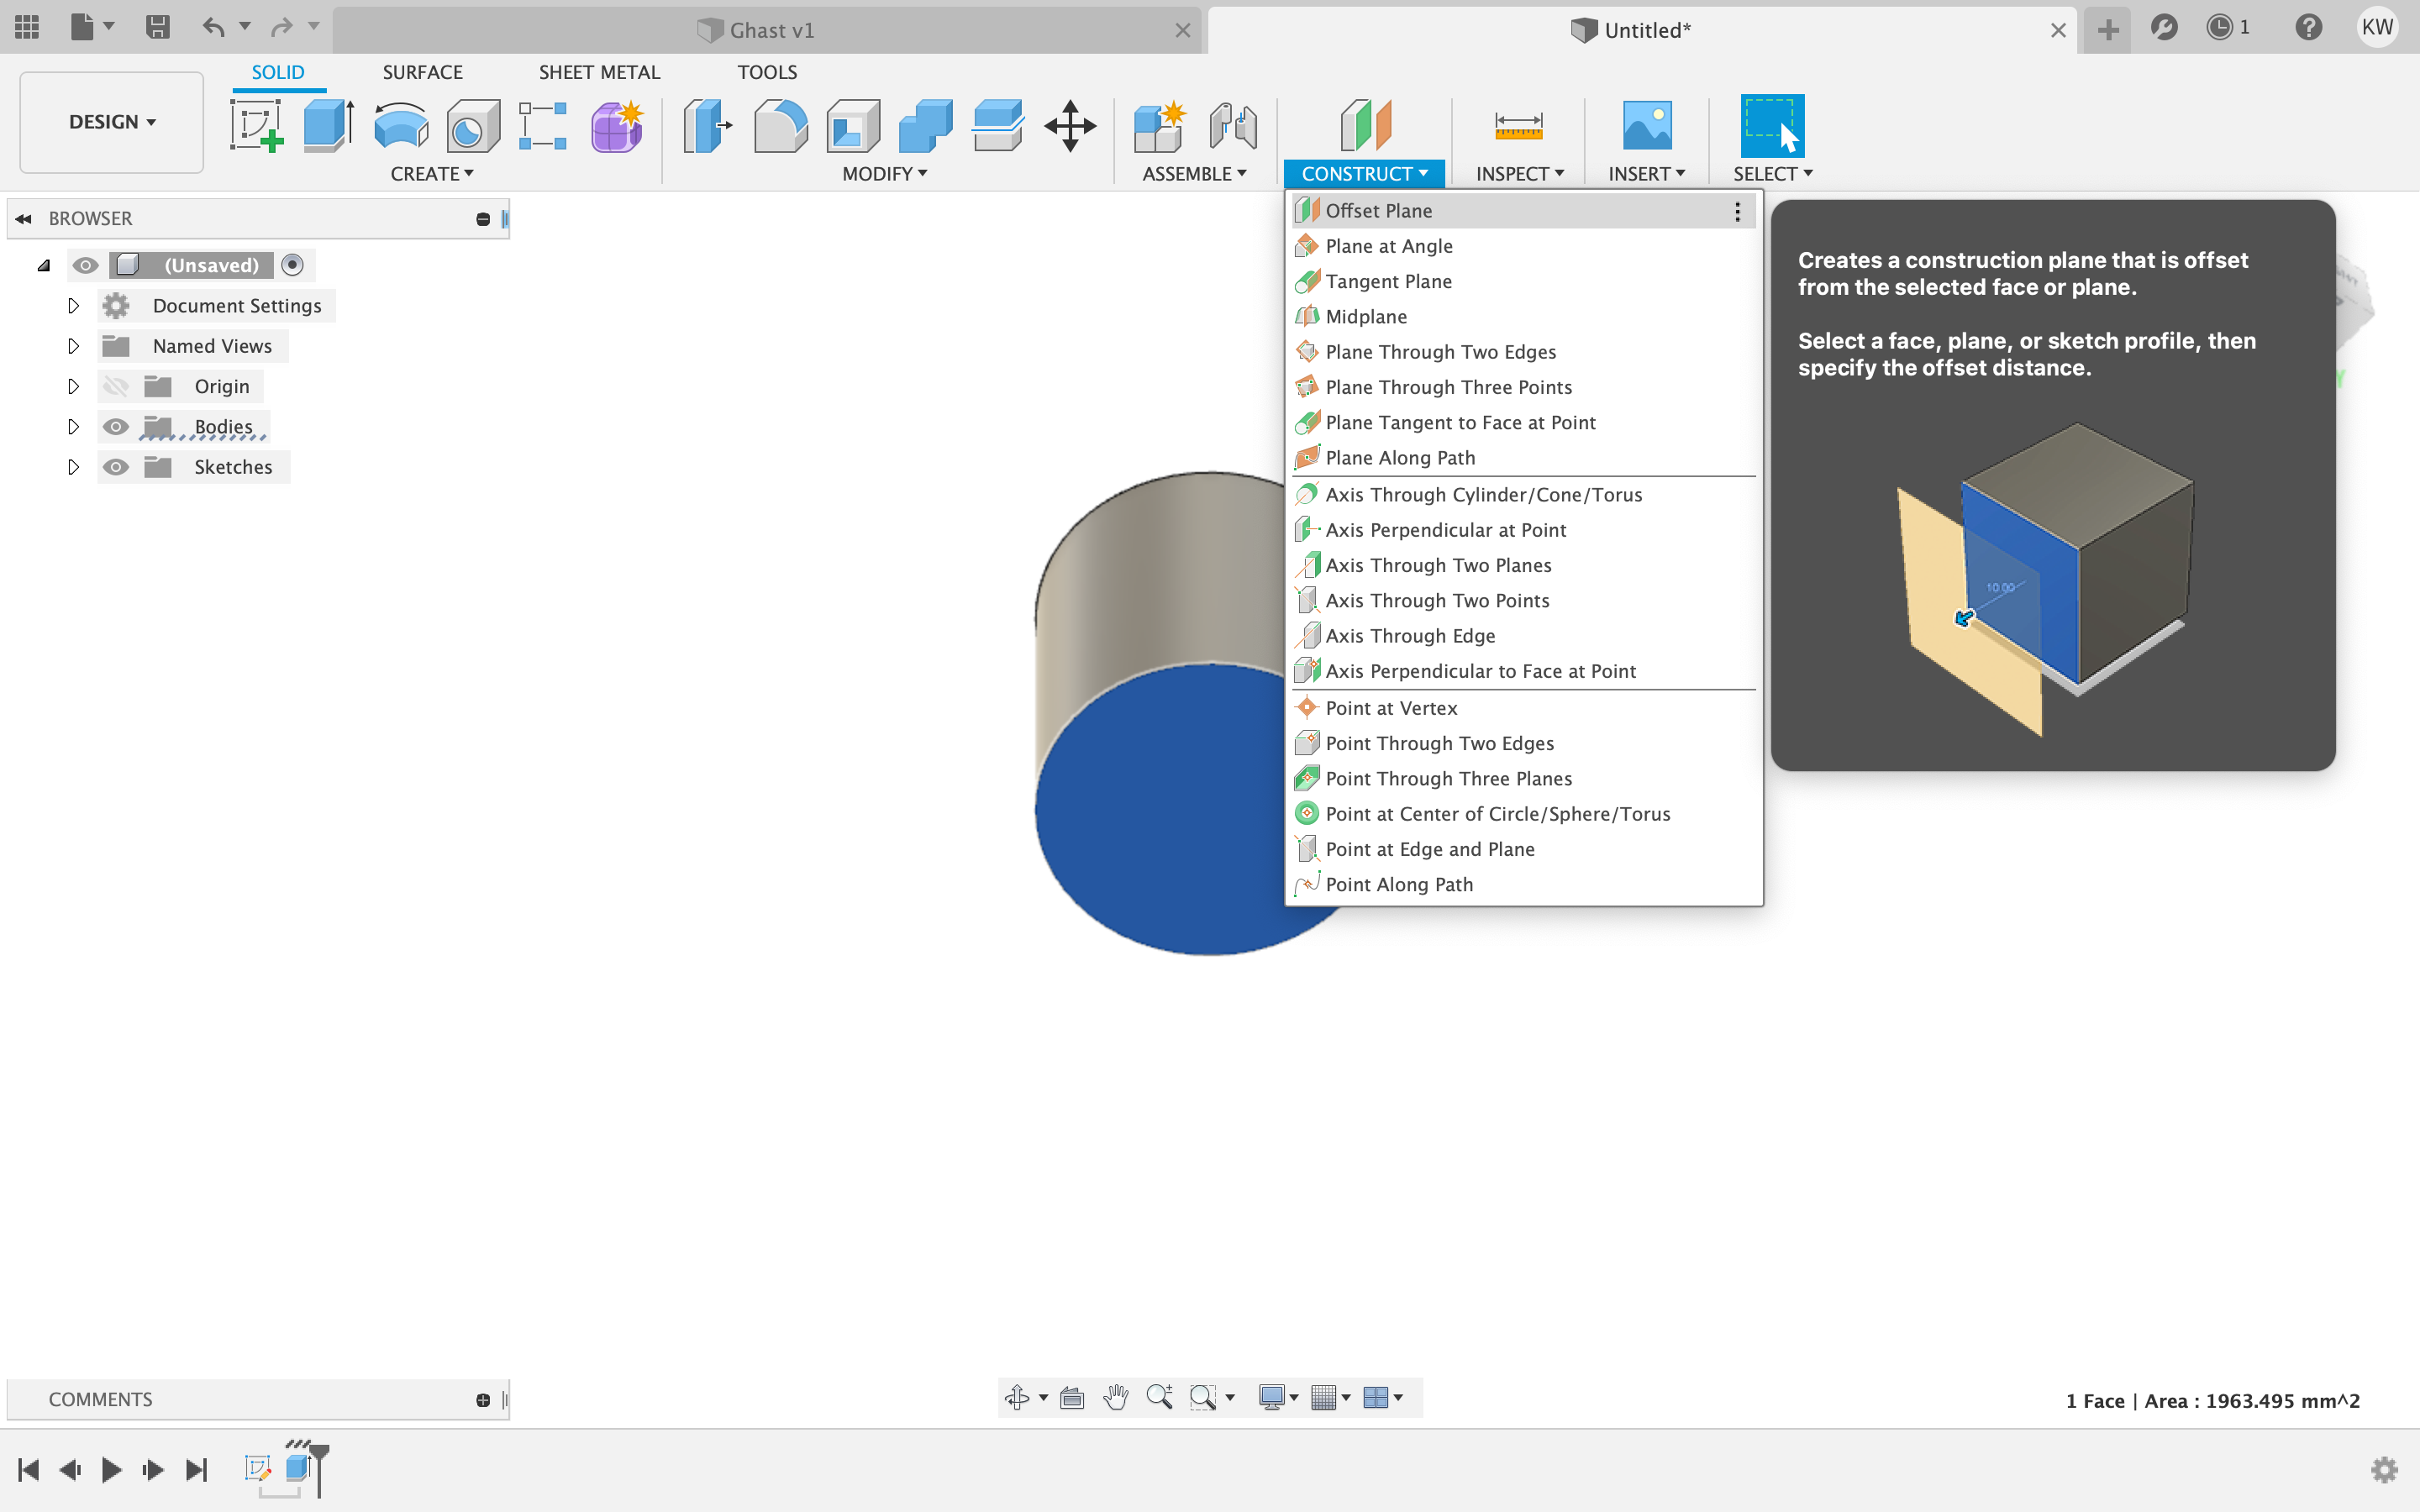 Ghast v1
Untitled*
1
KW
DESIGN
SOLID
SURFACE
SHEET METAL
TOOLS
CREATE
MODIFY
ASSEMBLE
CONSTRUCT
INSPECT
INSERT
SELECT
BROWSER
(Unsaved)
Document Settings
Named Views
Origin
Bodies
Sketches
Offset Plane
Plane at Angle
Tangent Plane
Midplane
Plane Through Two Edges
Plane Through Three Points
Plane Tangent to Face at Point
Plane Along Path
Axis Through Cylinder/Cone/Torus
Axis Perpendicular at Point
Axis Through Two Planes
Axis Through Two Points
Axis Through Edge
Axis Perpendicular to Face at Point
Point at Vertex
Point Through Two Edges
Point Through Three Planes
Point at Center of Circle/Sphere/Torus
Point at Edge and Plane
Point Along Path
Creates a construction plane that is offset
from the selected face or plane.
Select a face, plane, or sketch profile, then
specify the offset distance.
10.00
Y
COMMENTS
1 Face | Area : 1963.495 mm^2